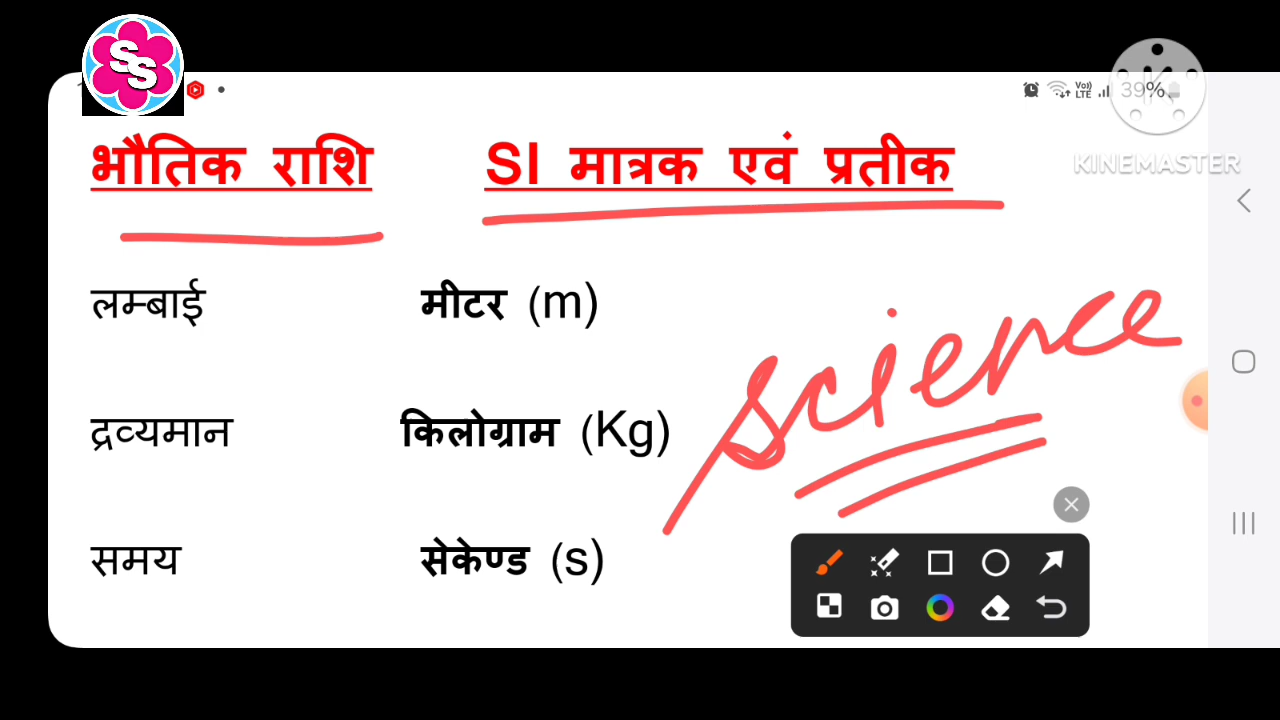 SS
39%
KINEMASTER
भौतिक राशि SI मात्रक एवं प्रतीक
लम्बाई मीटर (m)
science
द्रव्यमान किलोग्राम (Kg)
समय सेकेण्ड (s)